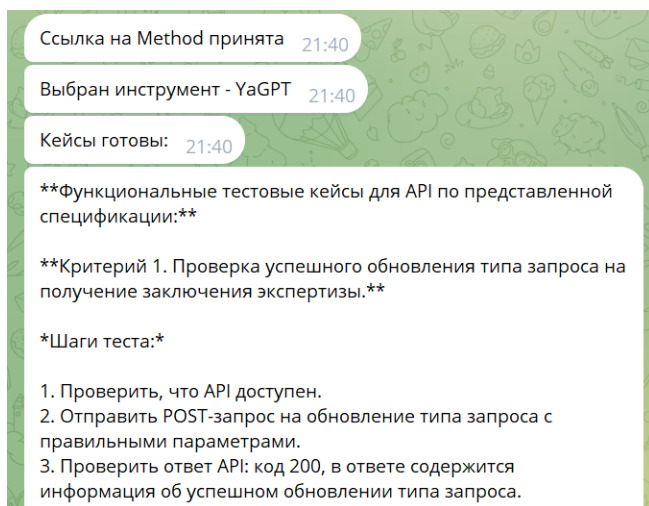 Ссылка на Method принята 21:40
Выбран инструмент - YaGPT 21:40
Кейсы готовы: 21:40
**Функциональные тестовые кейсы для API по представленной
спецификации:**
**Критерий 1. Проверка успешного обновления типа запроса на
получение заключения экспертизы.**
*Шаги теста:*
1. Проверить, что API доступен.
2. Отправить POST-запрос на обновление типа запроса с
правильными параметрами.
3. Проверить ответ API: код 200, в ответе содержится
информация об успешном обновлении типа запроса.